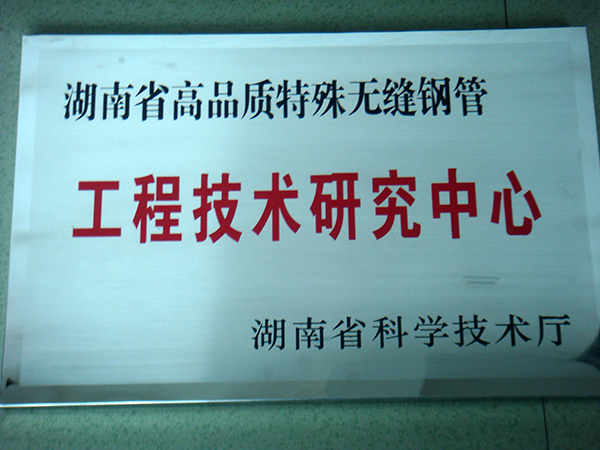 湖南省高品质特殊无缝钢管
工程技术研究中心
湖南省科学技术厅